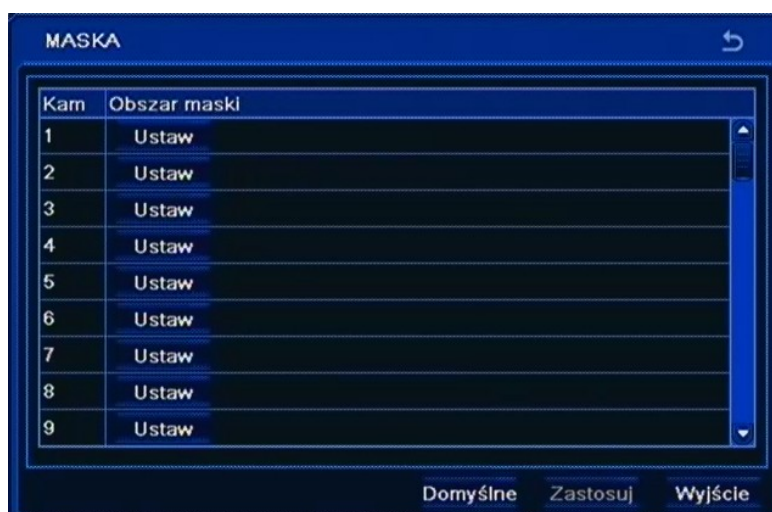 MASKA
Kam Obszar maski
1 Ustaw
2 Ustaw
3 Ustaw
4 Ustaw
5 Ustaw
6 Ustaw
7 Ustaw
8 Ustaw
9 Ustaw
Domyślne Zastosuj Wyjście